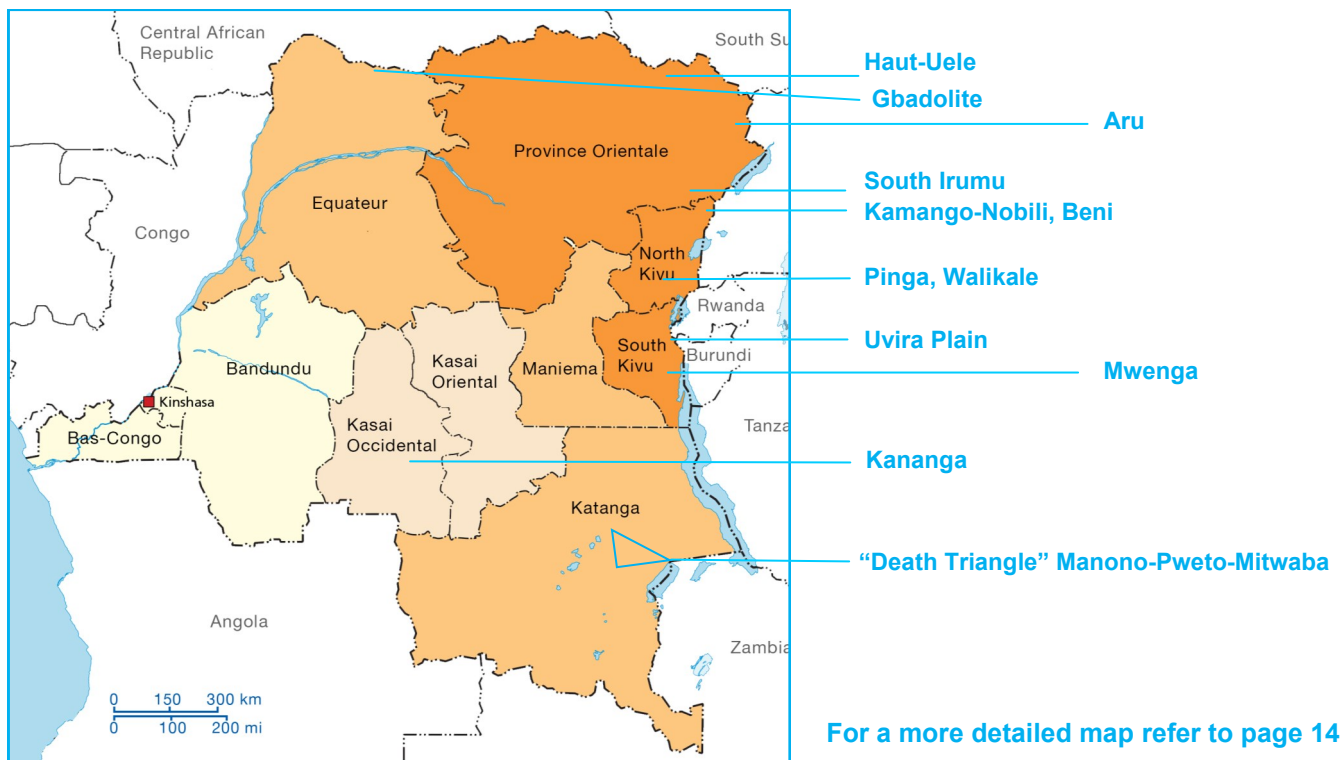 Central African
Republic
South Su
Haut-Uele
Gbadolite
Aru
Province Orientale
South Irumu
Equateur
Kamango-Nobili, Beni
Congo
North
Kivu
Pinga, Walikale
Rwanda
Uvira Plain
South
Kivu
Burundi
Bandundu
Kasai
Oriental
Maniema
Mwenga
Kinshasa
Bas-Congo
Kasai
Occidental
Tanza
Kananga
Katanga
“Death Triangle” Manono-Pweto-Mitwaba
Angola
Zambia
0 150 300 km
0 100 200 mi
For a more detailed map refer to page 14